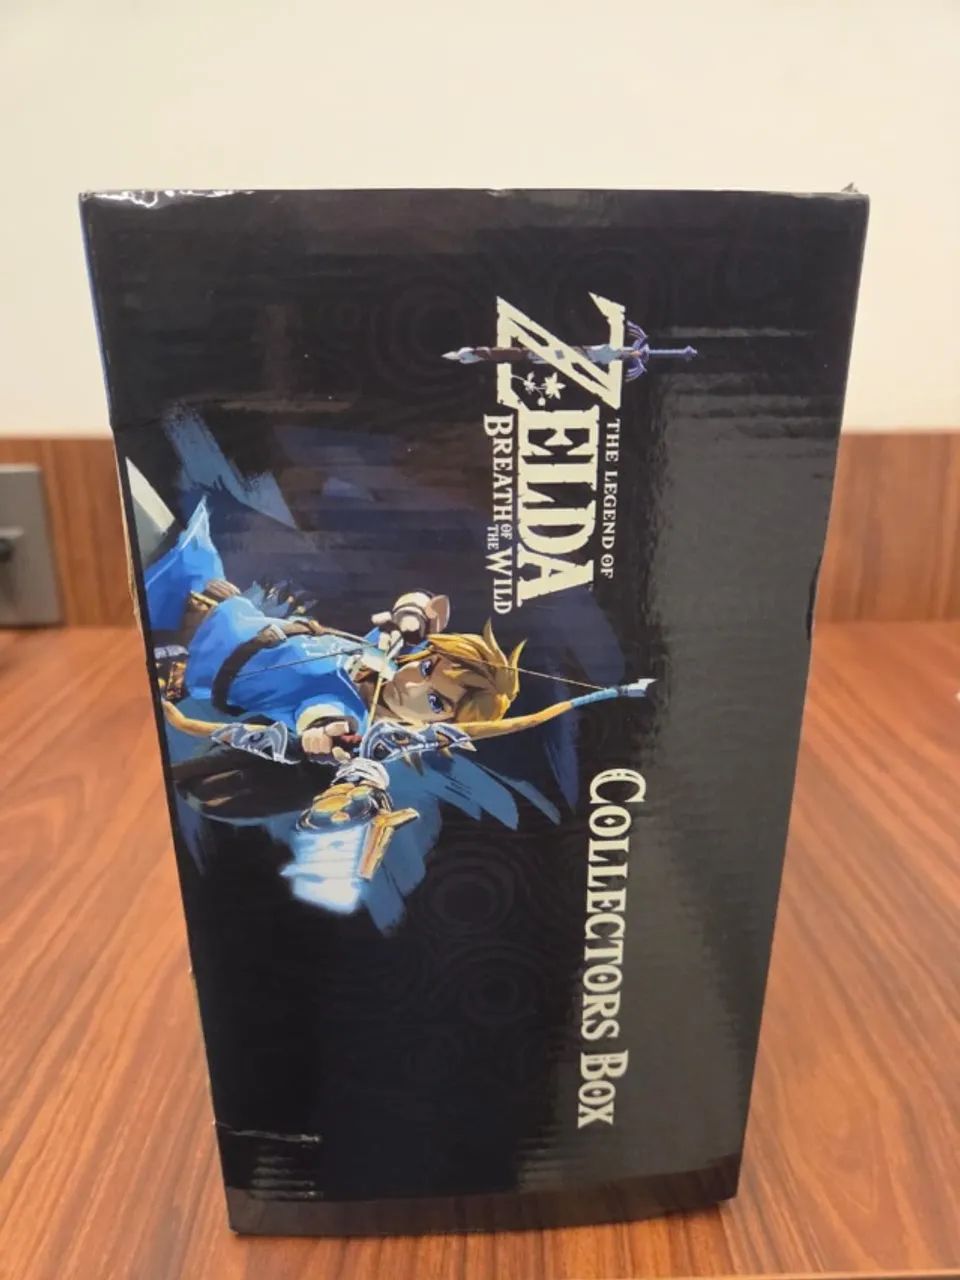 THE LEGEND OF
ZELDA
BREATH OF THE WILD
COLLECTORS BOX